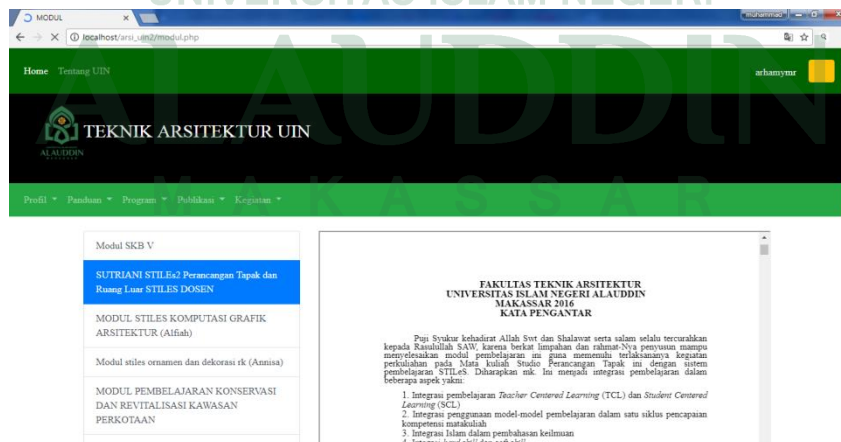 UNIVERSITAS ISLAM NEGERI
MODUL
muhammad
localhost/arsi_uin2/modul.php
Home Tentang UIN
arhamymr
ALAUDDIN
TEKNIK ARSITEKTUR UIN
ALAUDDIN
MAKASSAR
Profil Panduan Program Publikasi Kegiatan
Modul SKB V
SUTRIANI STILEs2 Perancangan Tapak dan
Ruang Luar STILES DOSEN
MODUL STILES KOMPUTASI GRAFIK
ARSITEKTUR (Alfiah)
Modul stiles ornamen dan dekorasi rk (Annisa)
MODUL PEMBELAJARAN KONSERVASI
DAN REVITALISASI KAWASAN
PERKOTAAN
FAKULTAS TEKNIK ARSITEKTUR
UNIVERSITAS ISLAM NEGERI ALAUDDIN
MAKASSAR 2016
KATA PENGANTAR
Puji Syukur kehadirat Allah Swt dan Shalawat serta salam selalu tercurahkan
kepada Rasulullah SAW, karena berkat limpahan dan rahmat-Nya penyusun mampu
menyelesaikan modul pembelajaran ini guna memenuhi terlaksananya kegiatan
perkuliahan pada Mata kuliah Studio Perancangan Tapak ini dengan sistem
pembelajaran STILeS. Diharapkan mk. Ini menjadi integrasi pembelajaran dalam
beberapa aspek yakni:
1. Integrasi pembelajaran Teacher Centered Learning (TCL) dan Student Centered
Learning (SCL)
2. Integrasi penggunaan model-model pembelajaran dalam satu siklus pencapaian
kompetensi matakuliah
3. Integrasi Islam dalam pembahasan keilmuan